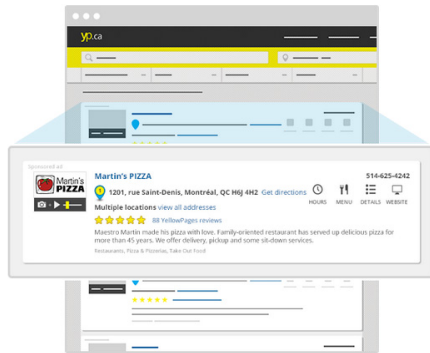 yp.ca
Sponsored ad
Martin's PIZZA
514-625-4242
Martin's
PIZZA
1
1201, rue Saint-Denis, Montréal, QC H6J 4H2 Get directions
Multiple locations view all addresses
HOURS MENU DETAILS WEBSITE
88 YellowPages reviews
Maestro Martin made his pizza with love. Family-oriented restaurant has served up delicious pizza for
more than 45 years. We offer delivery, pickup and some sit-down services.
Restaurants, Pizza & Pizzerias, Take Out Food